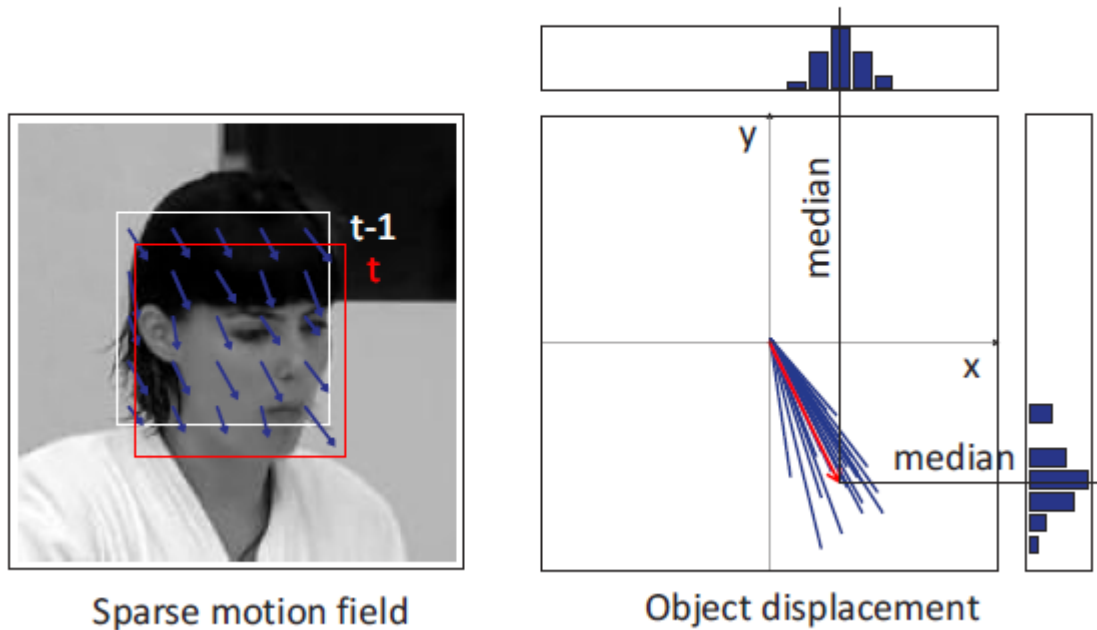 t-1
t
Sparse motion field
y
median
x
median
Object displacement